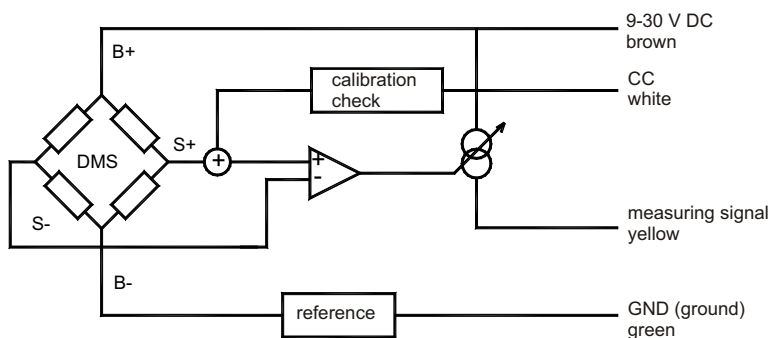 9-30 V DC
brown
B+
calibration
check
CC
white
S+
DMS
+
+
-
S-
measuring signal
yellow
B-
reference
GND (ground)
green